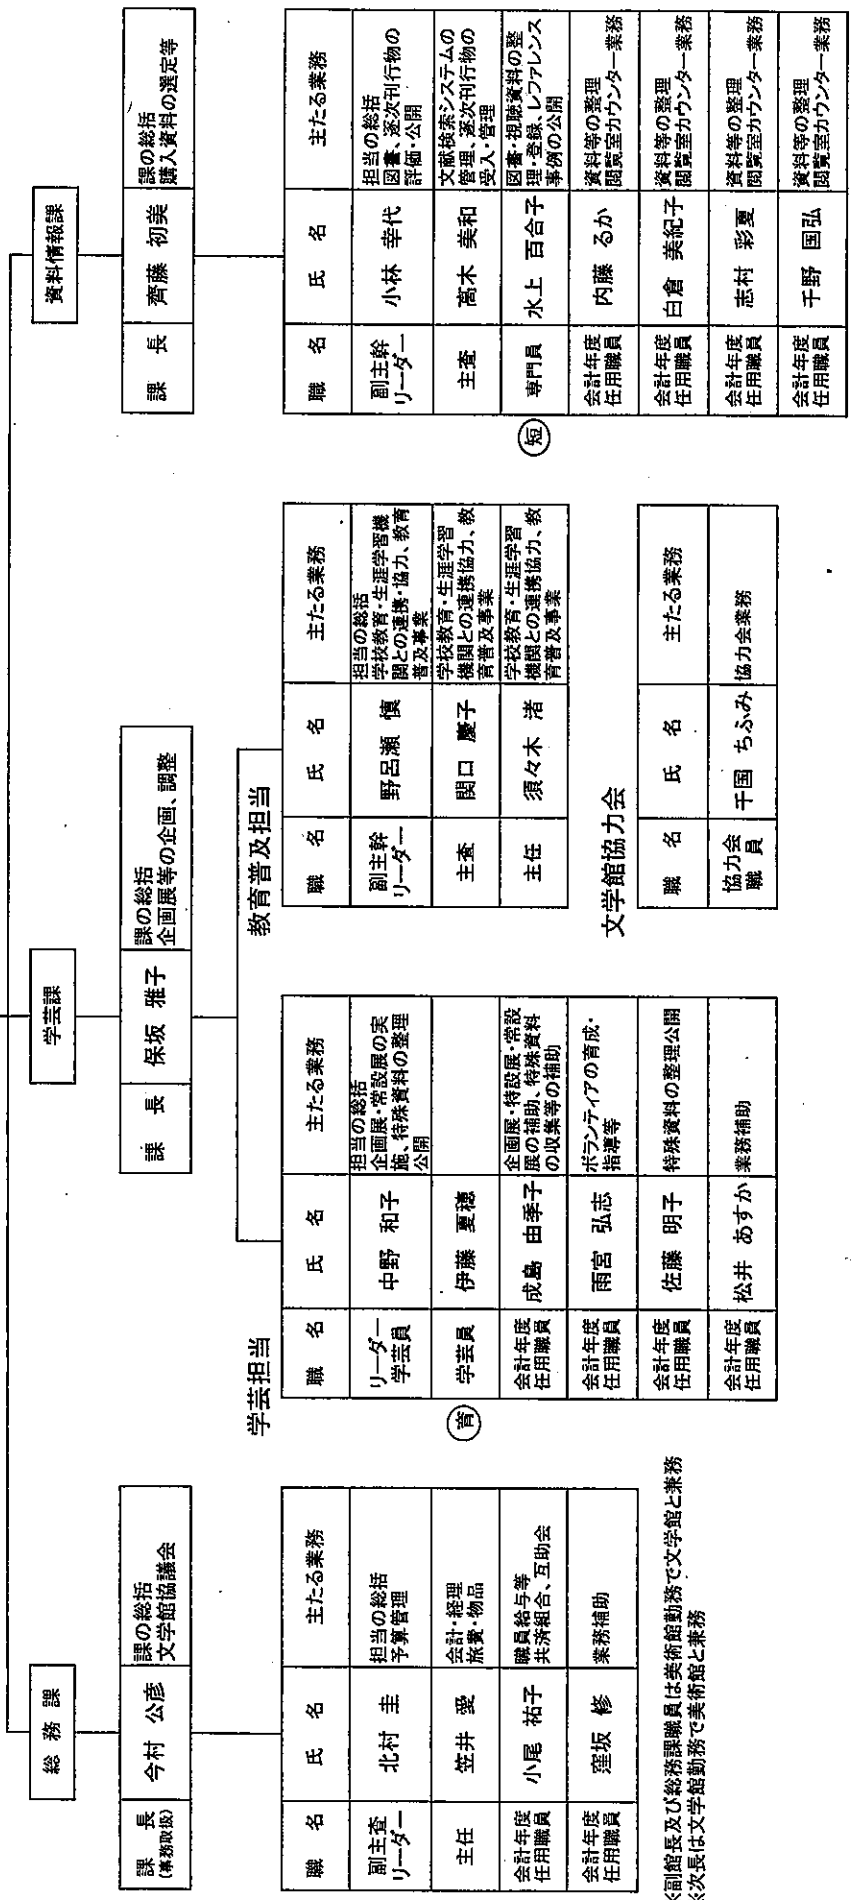 総務課
課　長
(事務取扱)
今村　公彦
課の総括
文学館協議会
職　名
氏　名
主たる業務
副主査
リーダー
北村　圭
担当の総括
予算管理
主任
笠井　愛
会計・経理
旅費・物品
会計年度
任用職員
小尾　祐子
職員給与等
共済組合、互助会
会計年度
任用職員
窪坂　修
業務補助
※副館長及び総務課職員は美術館勤務で文学館と兼務
※次長は文学館勤務で美術館と兼務
学芸課
課　長
保坂　雅子
課の総括
企画展等の企画、調整
学芸担当
職　名
氏　名
主たる業務
リーダー
学芸員
中野　和子
担当の総括
企画展・常設展の実
施、特殊資料の整理
公開
育
学芸員
伊藤　夏穂
会計年度
任用職員
成島　由季子
企画展・特設展・常設
展の補助、特殊資料
の収集等の補助
会計年度
任用職員
雨宮　弘志
ボランティアの育成・
指導等
会計年度
任用職員
佐藤　明子
特殊資料の整理公開
会計年度
任用職員
松井　あすか
業務補助
教育普及担当
職　名
氏　名
主たる業務
副主幹
リーダー
野呂瀬　慎
担当の総括
学校教育・生涯学習機
関との連携・協力、教育
普及事業
主査
関口　慶子
学校教育・生涯学習
機関との連携協力、教
育普及事業
主任
須々木　渚
学校教育・生涯学習
機関との連携協力、教
育普及事業
文学館協力会
職　名
氏　名
主たる業務
協力会
職　員
千国　ちふみ
協力会業務
資料情報課
課　長
齊藤　初美
課の総括
購入資料の選定等
職　名
氏　名
主たる業務
副主幹
リーダー
小林　幸代
担当の総括
図書、逐次刊行物の
評価・公開
主査
高木　美和
文献検索システムの
管理、逐次刊行物の
受入・管理
短
専門員
水上　百合子
図書・視聴資料の整
理・登録、レファレンス
事例の公開
会計年度
任用職員
内藤　るか
資料等の整理
閲覧室カウンター業務
会計年度
任用職員
白倉　美紀子
資料等の整理
閲覧室カウンター業務
会計年度
任用職員
志村　彩夏
資料等の整理
閲覧室カウンター業務
会計年度
任用職員
千野　国弘
資料等の整理
閲覧室カウンター業務